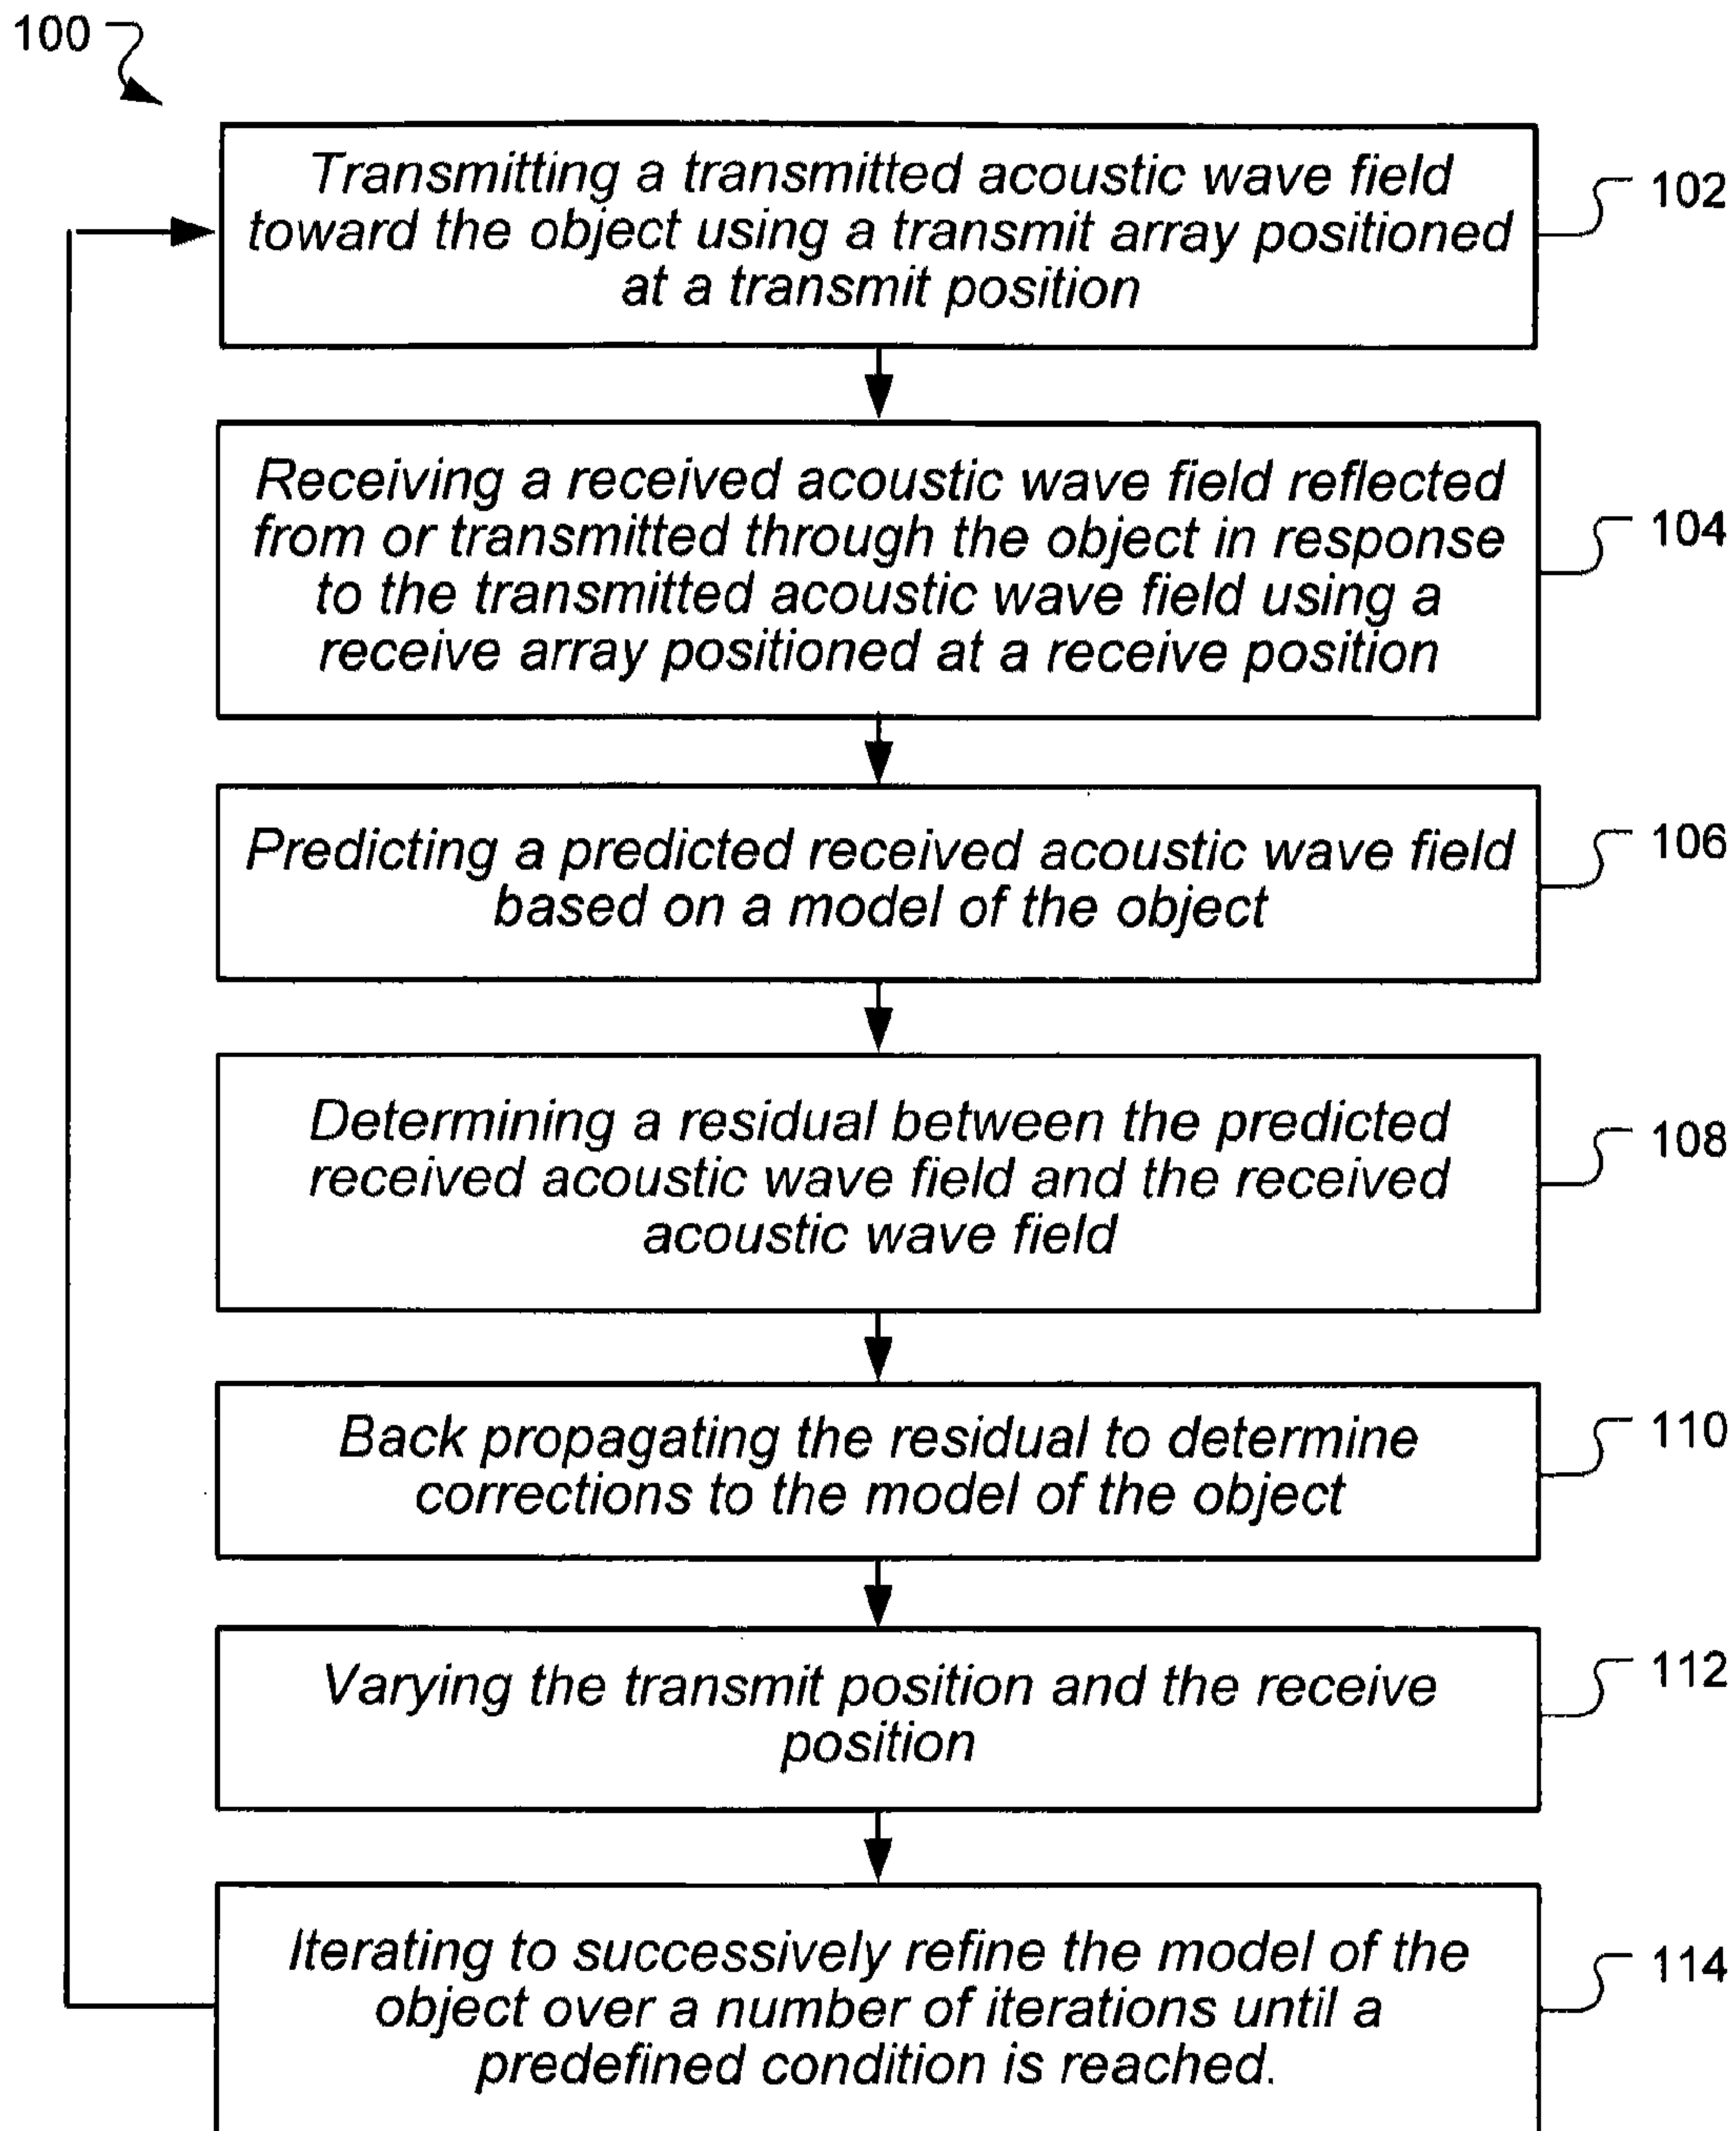 100
Transmitting a transmitted acoustic wave field
toward the object using a transmit array positioned
at a transmit position
102
Receiving a received acoustic wave field reflected
from or transmitted through the object in response
to the transmitted acoustic wave field using a
receive array positioned at a receive position
104
Predicting a predicted received acoustic wave field
based on a model of the object
106
Determining a residual between the predicted
received acoustic wave field and the received
acoustic wave field
108
Back propagating the residual to determine
corrections to the model of the object
110
Varying the transmit position and the receive
position
112
Iterating to successively refine the model of the
object over a number of iterations until a
predefined condition is reached.
114